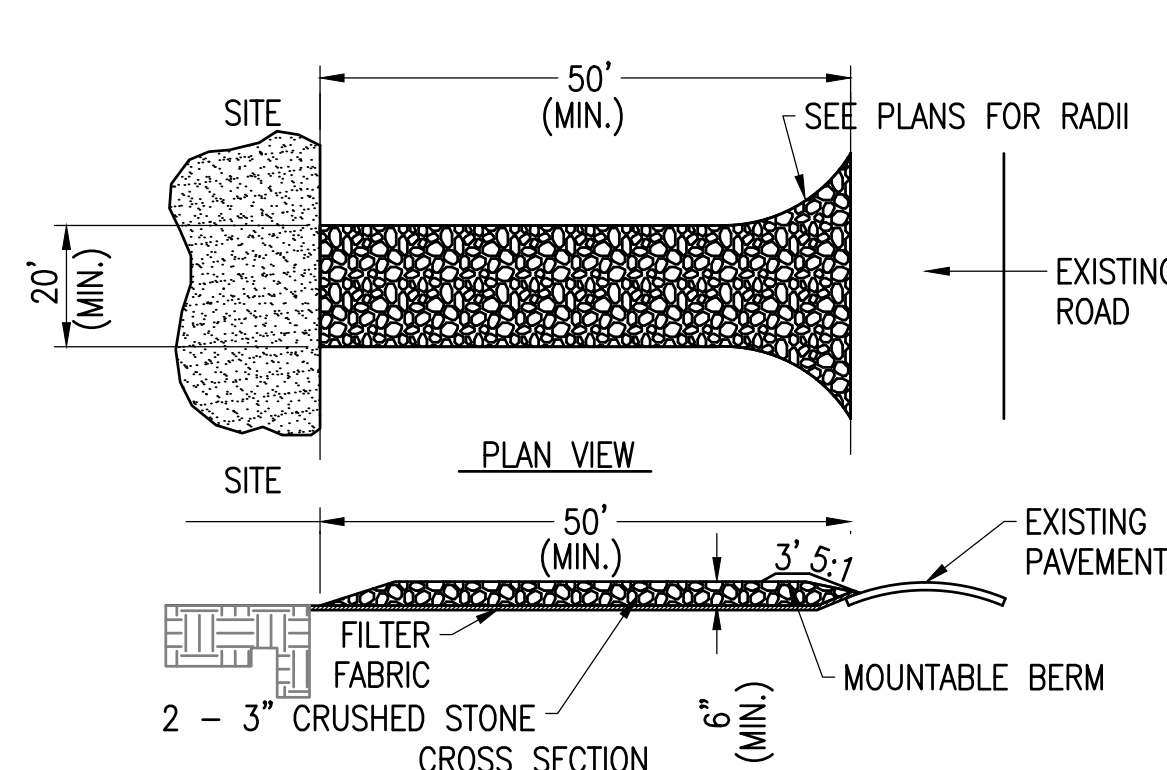 50'
(MIN.)
SITE
SEE PLANS FOR RADII
20'
(MIN.)
EXISTING
ROAD
PLAN VIEW
SITE
50'
(MIN.)
3' 5:1
EXISTING
PAVEMENT
FILTER
FABRIC
MOUNTABLE BERM
2 - 3" CRUSHED STONE
6"
(MIN.)
CROSS SECTION